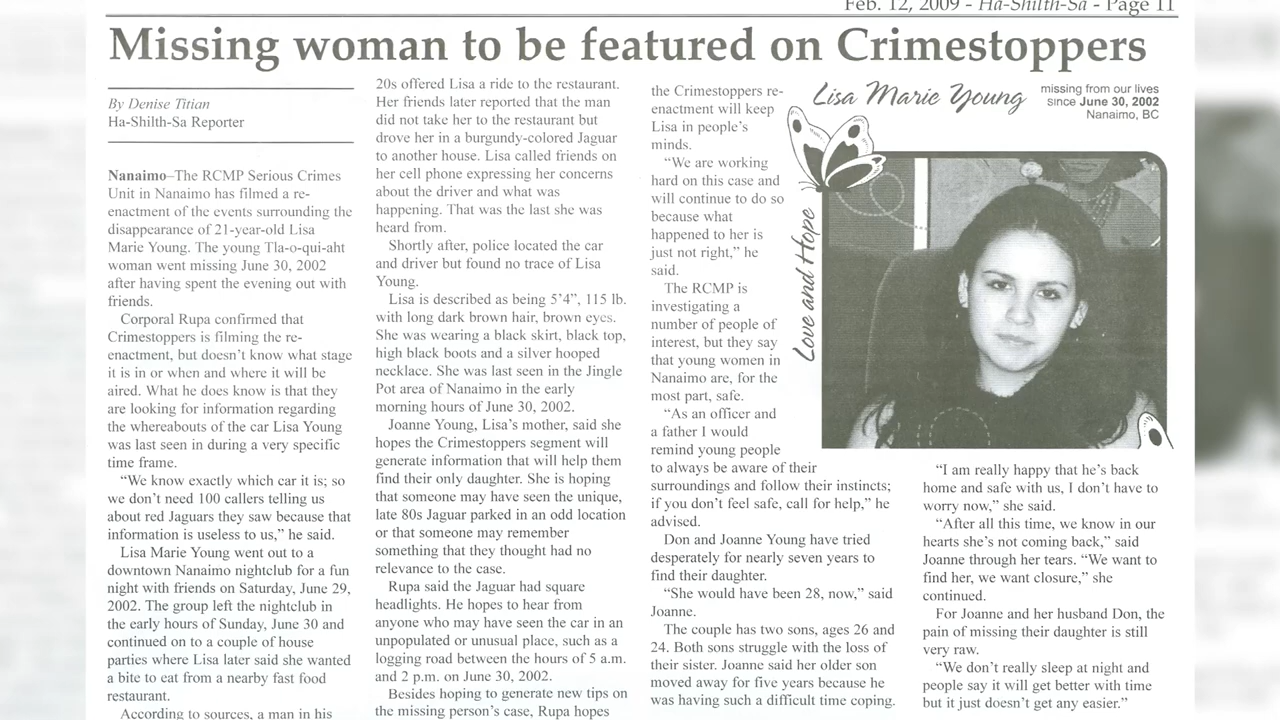 Feb. 12, 2009 - Ha-Shilth-Sa - Page 11
Missing woman to be featured on Crimestoppers
By Denise Titian
Ha-Shilth-Sa Reporter
Nanaimo–The RCMP Serious Crimes
Unit in Nanaimo has filmed a re-
enactment of the events surrounding the
disappearance of 21-year-old Lisa
Marie Young. The young Tla-o-qui-aht
woman went missing June 30, 2002
after having spent the evening out with
friends.
Corporal Rupa confirmed that
Crimestoppers is filming the re-
enactment, but doesn't know what stage
it is in or when and where it will be
aired. What he does know is that they
are looking for information regarding
the whereabouts of the car Lisa Young
was last seen in during a very specific
time frame.
“We know exactly which car it is; so
we don't need 100 callers telling us
about red Jaguars they saw because that
information is useless to us,” he said.
Lisa Marie Young went out to a
downtown Nanaimo nightclub for a fun
night with friends on Saturday, June 29,
2002. The group left the nightclub in
the early hours of Sunday, June 30 and
continued on to a couple of house
parties where Lisa later said she wanted
a bite to eat from a nearby fast food
restaurant.
According to sources, a man in his
20s offered Lisa a ride to the restaurant.
Her friends later reported that the man
did not take her to the restaurant but
drove her in a burgundy-colored Jaguar
to another house. Lisa called friends on
her cell phone expressing her concerns
about the driver and what was
happening. That was the last she was
heard from.
Shortly after, police located the car
and driver but found no trace of Lisa
Young.
Lisa is described as being 5'4”, 115 lb.
with long dark brown hair, brown eyes.
She was wearing a black skirt, black top,
high black boots and a silver hooped
necklace. She was last seen in the Jingle
Pot area of Nanaimo in the early
morning hours of June 30, 2002.
Joanne Young, Lisa's mother, said she
hopes the Crimestoppers segment will
generate information that will help them
find their only daughter. She is hoping
that someone may have seen the unique,
late 80s Jaguar parked in an odd location
or that someone may remember
something that they thought had no
relevance to the case.
Rupa said the Jaguar had square
headlights. He hopes to hear from
anyone who may have seen the car in an
unpopulated or unusual place, such as a
logging road between the hours of 5 a.m.
and 2 p.m. on June 30, 2002.
Besides hoping to generate new tips on
the missing person's case, Rupa hopes
the Crimestoppers re-
enactment will keep
Lisa in people's
minds.
“We are working
hard on this case and
will continue to do so
because what
happened to her is
just not right,” he
said.
The RCMP is
investigating a
number of people of
interest, but they say
that young women in
Nanaimo are, for the
most part, safe.
“As an officer and
a father I would
remind young people
to always be aware of their
surroundings and follow their instincts;
if you don't feel safe, call for help,” he
advised.
Don and Joanne Young have tried
desperately for nearly seven years to
find their daughter.
“She would have been 28, now,” said
Joanne.
The couple has two sons, ages 26 and
24. Both sons struggle with the loss of
their sister. Joanne said her older son
moved away for five years because he
was having such a difficult time coping.
Lisa Marie Young
missing from our lives
since June 30, 2002
Nanaimo, BC
Love and Hope
“I am really happy that he's back
home and safe with us, I don't have to
worry now,” she said.
“After all this time, we know in our
hearts she's not coming back,” said
Joanne through her tears. “We want to
find her, we want closure,” she
continued.
For Joanne and her husband Don, the
pain of missing their daughter is still
very raw.
“We don't really sleep at night and
people say it will get better with time
but it just doesn't get any easier.”